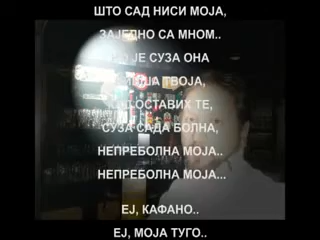 ШТО САД НИСИ МОЈА,
ЗАЈЕДНО СА МНОМ..
ЈЕ СУЗА ОНА
ТВОЈА,
ОСТАВИХ ТЕ,
СУЗА САДА БОЛНА,
НЕПРЕБОЛНА МОЈА..
НЕПРЕБОЛНА МОЈА...
ЕЈ, КАФАНО..
ЕЈ, МОЈА ТУГО..